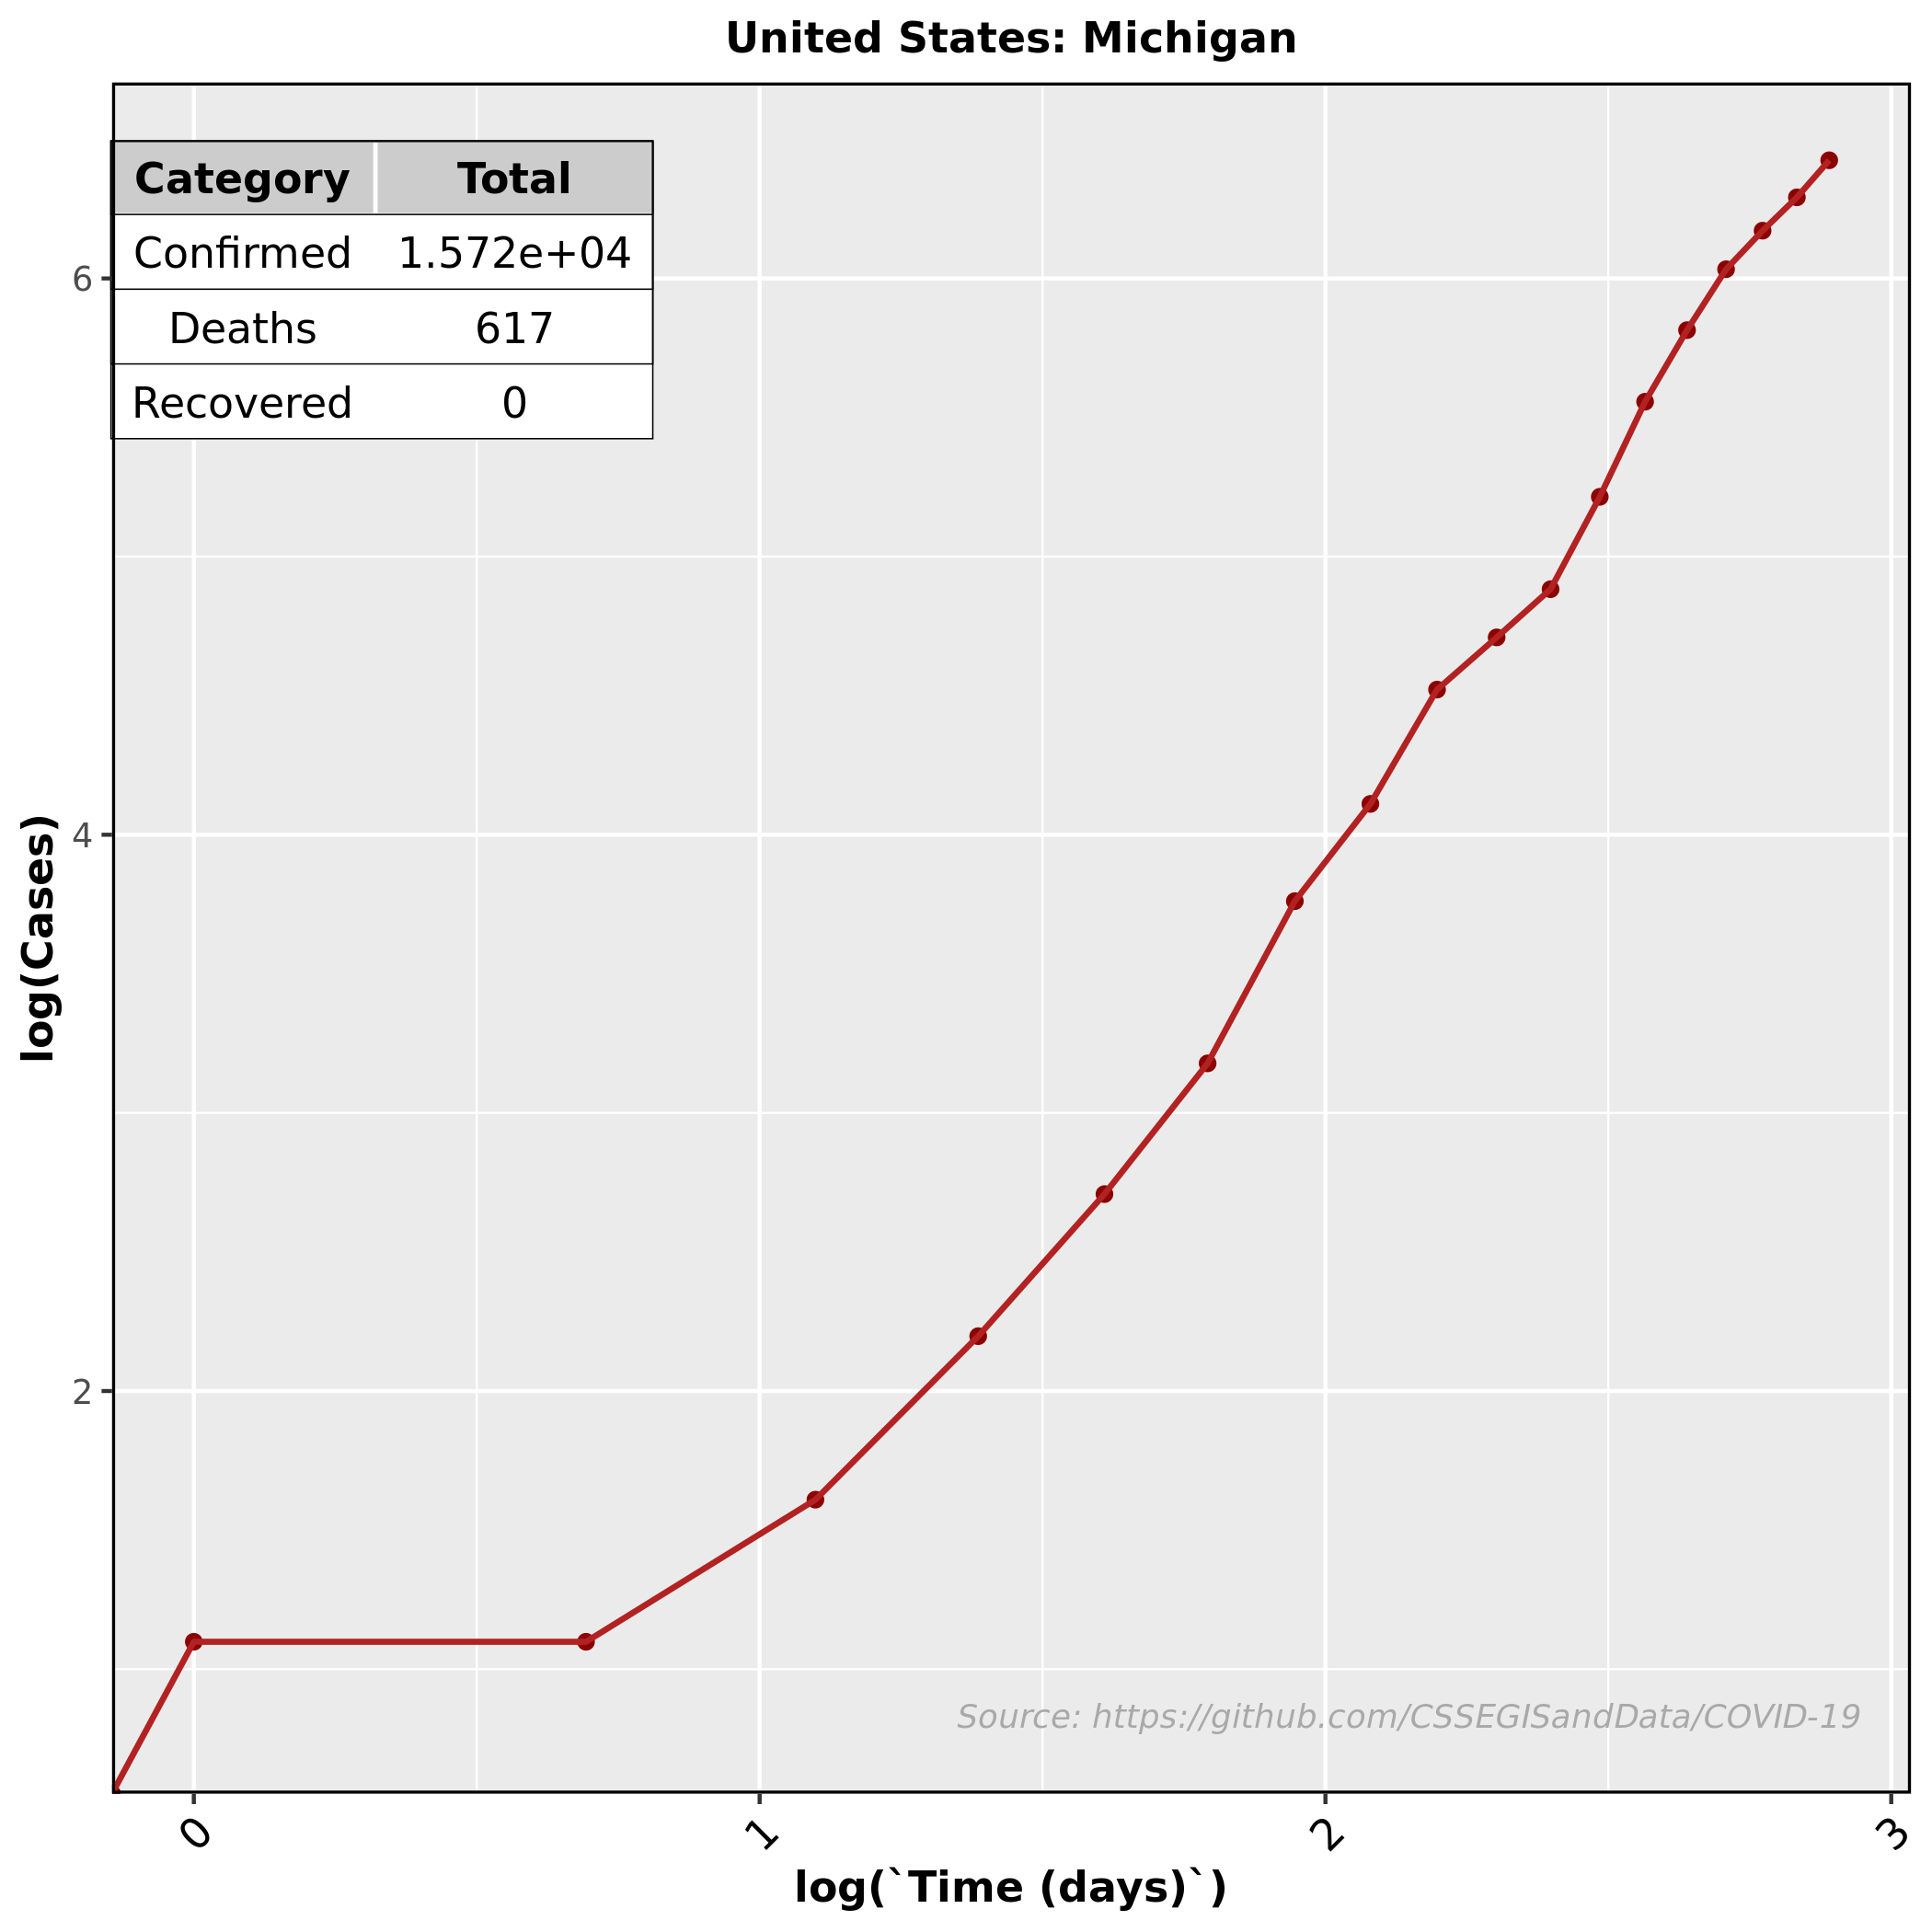 United States: Michigan
Category Total
Confirmed 1.572e+04
Deaths 617
Recovered 0
6
4
2
log(Cases)
Source: https://github.com/CSSEGISandData/COVID-19
0 1 2 3
log(`Time (days)`)